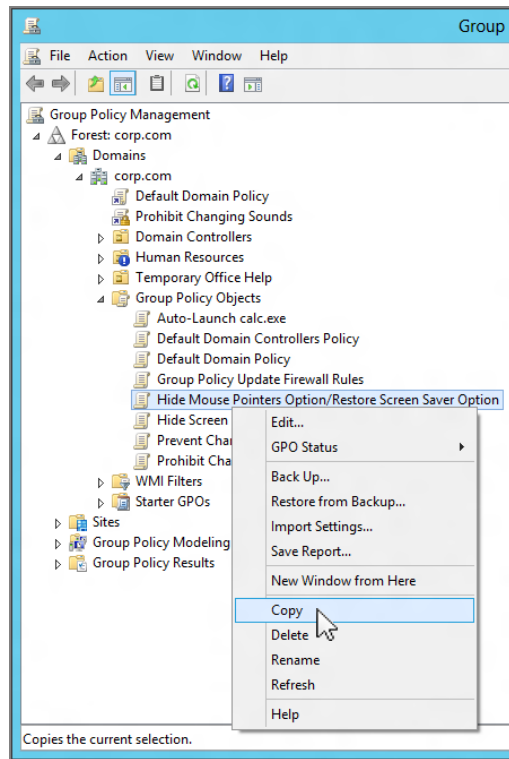 Group
File Action View Window Help
Group Policy Management
Forest: corp.com
Domains
corp.com
Default Domain Policy
Prohibit Changing Sounds
Domain Controllers
Human Resources
Temporary Office Help
Group Policy Objects
Auto-Launch calc.exe
Default Domain Controllers Policy
Default Domain Policy
Group Policy Update Firewall Rules
Hide Mouse Pointers Option/Restore Screen Saver Option
Hide Screen
Prevent Cha
Prohibit Cha
WMI Filters
Starter GPOs
Sites
Group Policy Modeling
Group Policy Results
Edit...
GPO Status
Back Up...
Restore from Backup...
Import Settings...
Save Report...
New Window from Here
Copy
Delete
Rename
Refresh
Help
Copies the current selection.